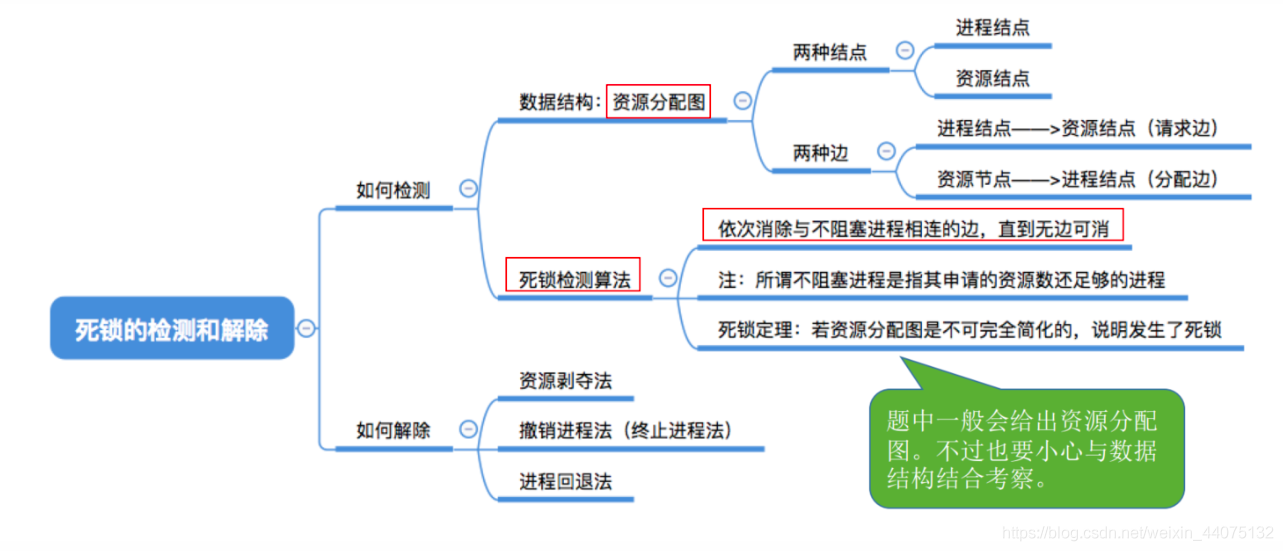 死锁的检测和解除
如何检测
数据结构：资源分配图
两种结点
进程结点
资源结点
两种边
进程结点——>资源结点（请求边）
资源节点——>进程结点（分配边）
死锁检测算法
依次消除与不阻塞进程相连的边，直到无边可消
注：所谓不阻塞进程是指其申请的资源数还足够的进程
死锁定理：若资源分配图是不可完全简化的，说明发生了死锁
题中一般会给出资源分配
图。不过也要小心与数据
结构结合考察。
如何解除
资源剥夺法
撤销进程法（终止进程法）
进程回退法
https://blog.csdn.net/weixin_44075132